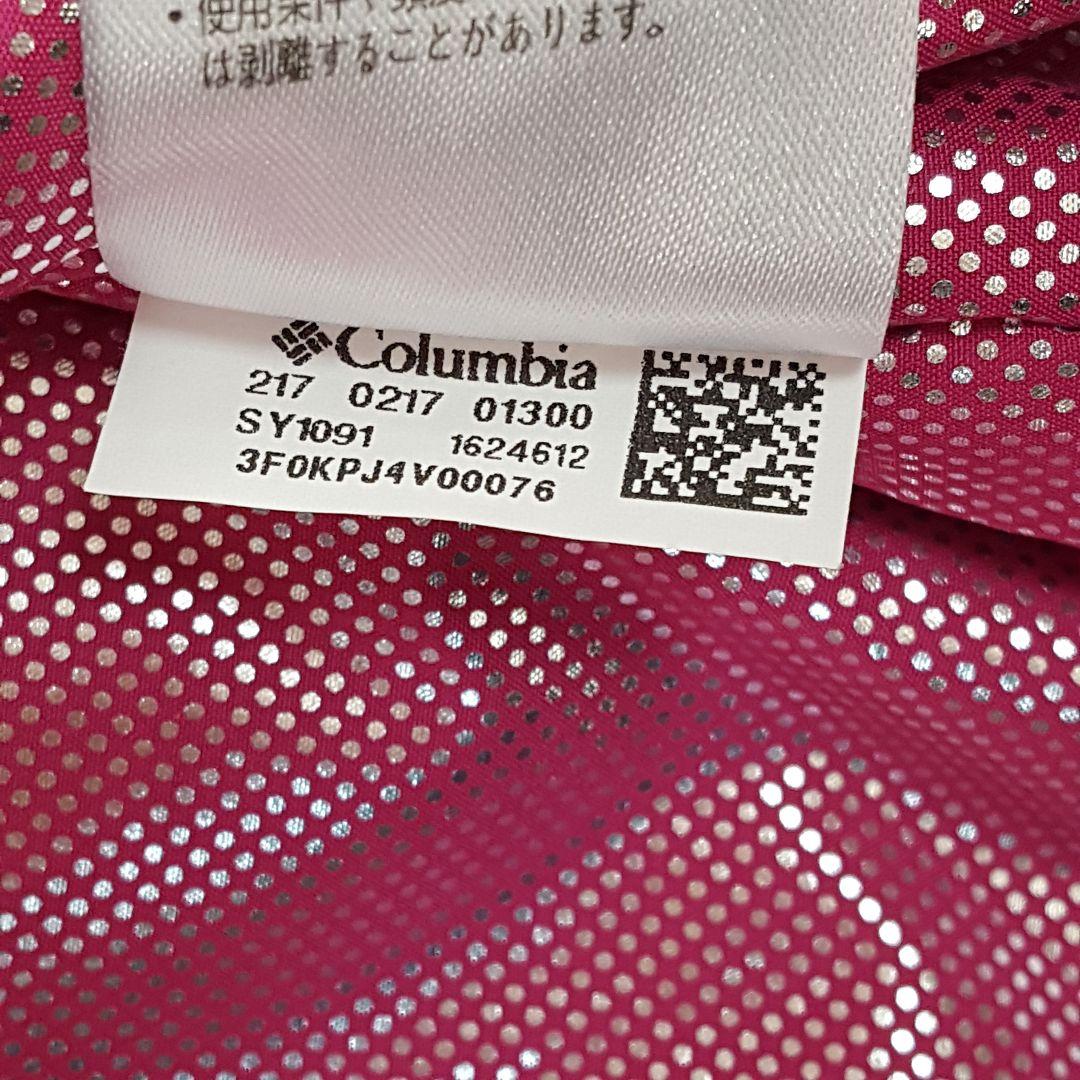 ・使用条件や頻度
は剥離することがあります。
Columbia
217 0217 01300
SY1091 1624612
3F0KPJ4V00076